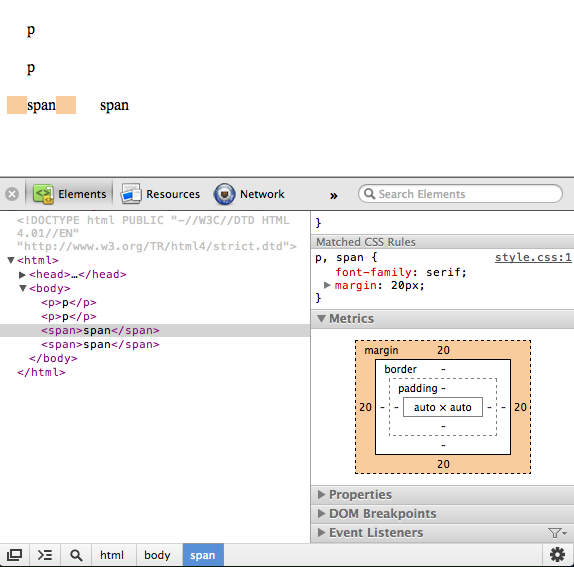 p
p
span span
Elements Resources Network » Search Elements
<!DOCTYPE html PUBLIC "-//W3C//DTD HTML
4.01//EN"
"http://www.w3.org/TR/html4/strict.dtd">
▼<html>
▶<head>…</head>
▼<body>
<p>p</p>
<p>p</p>
<span>span</span>
<span>span</span>
</body>
</html>
}
Matched CSS Rules
p, span { style.css:1
font-family: serif;
▶ margin: 20px;
}
▼ Metrics
margin 20
border -
padding -
20 - - auto × auto - - 20
-
-
20
▶ Properties
▶ DOM Breakpoints
▶ Event Listeners
html body span